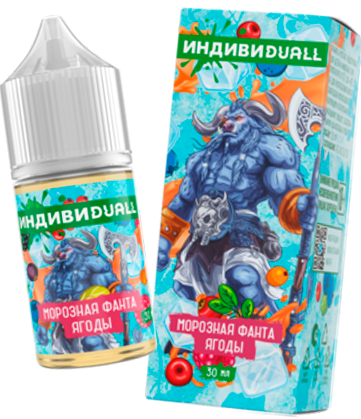 ИНДИВИDUALL
МОРОЗНАЯ ФАНТА
ЯГОДЫ
ИНДИВИDUALL
МОРОЗНАЯ ФАНТА
ЯГОДЫ
30 мл